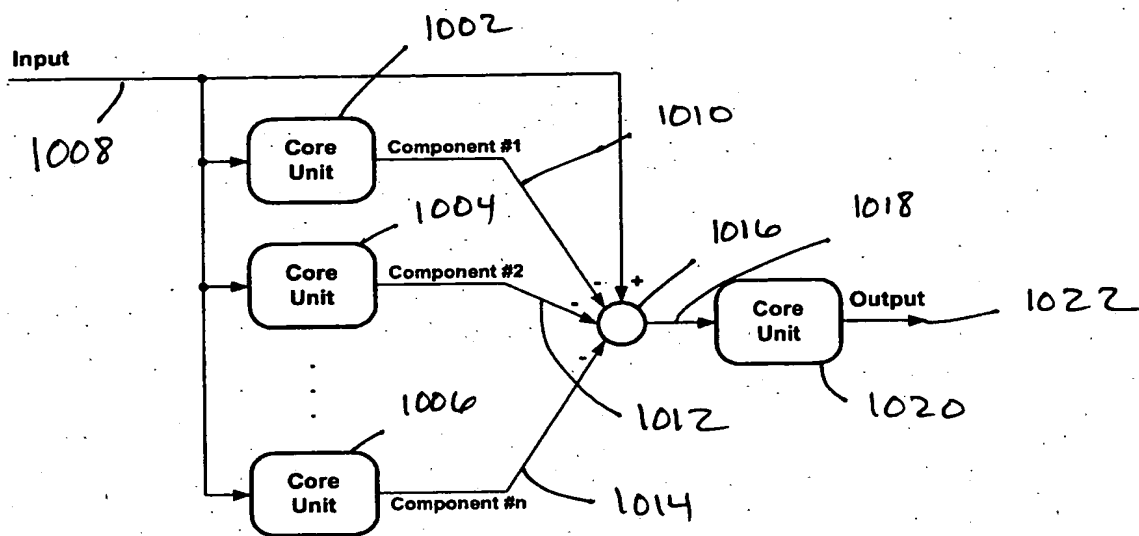 1002
Input
1008
1010
Core
Unit
Component #1
1004
1018
1016
Core
Unit
Component #2
-
-
+
-
Core
Unit
Output
1022
1006
1012
1020
Core
Unit
Component #n
1014